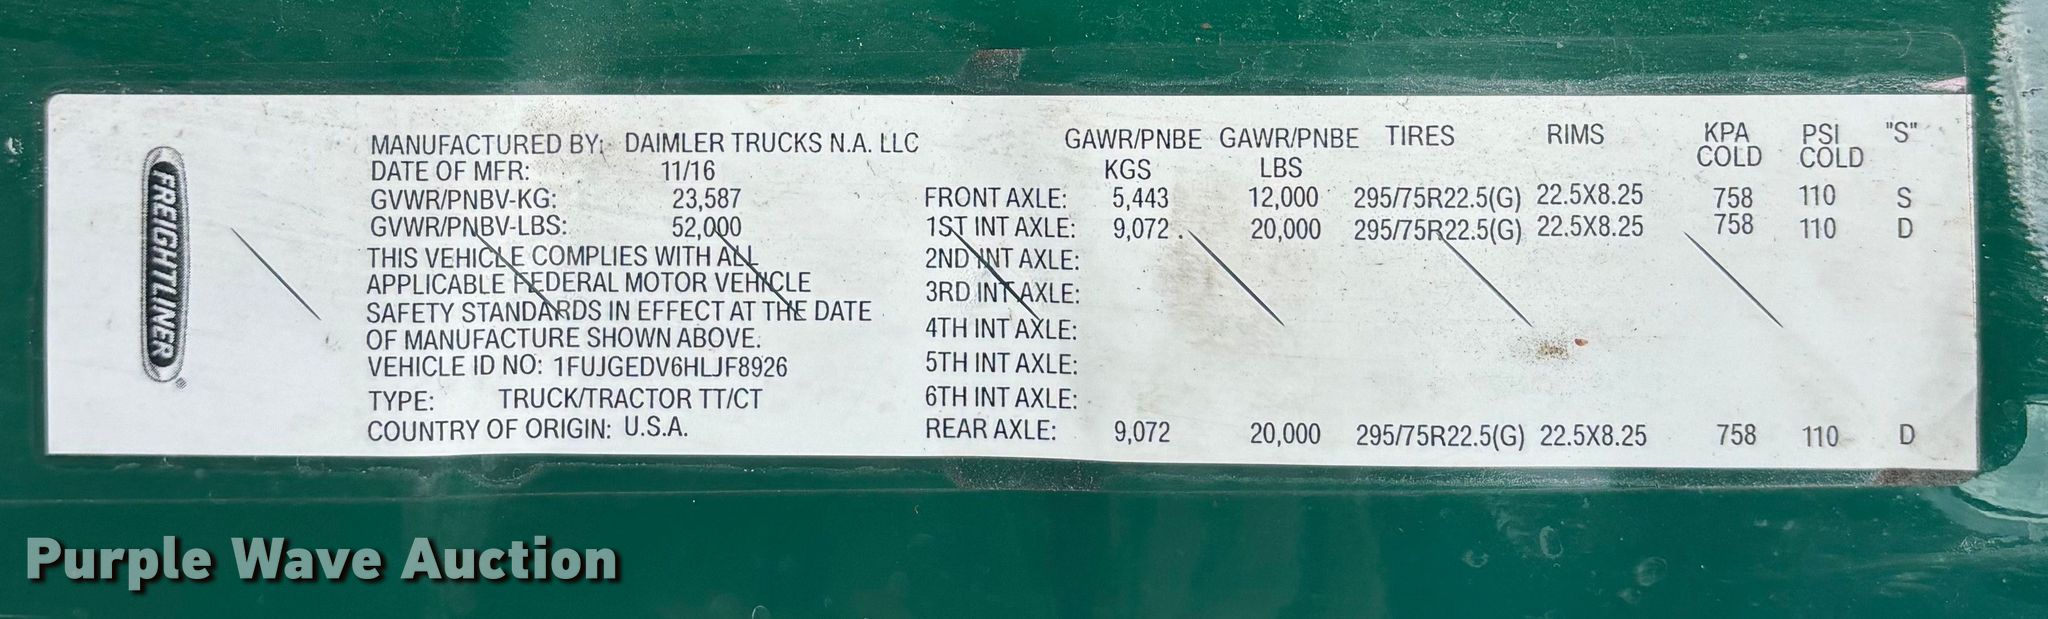 FREIGHTLINER
MANUFACTURED BY: DAIMLER TRUCKS N.A. LLC
DATE OF MFR: 11/16
GVWR/PNBV-KG: 23,587
GVWR/PNBV-LBS: 52,000
THIS VEHICLE COMPLIES WITH ALL
APPLICABLE FEDERAL MOTOR VEHICLE
SAFETY STANDARDS IN EFFECT AT THE DATE
OF MANUFACTURE SHOWN ABOVE.
VEHICLE ID NO: 1FUJGEDV6HLJF8926
TYPE: TRUCK/TRACTOR TT/CT
COUNTRY OF ORIGIN: U.S.A.
GAWR/PNBE GAWR/PNBE TIRES RIMS KPA PSI "S"
KGS LBS COLD COLD
FRONT AXLE: 5,443 12,000 295/75R22.5(G) 22.5X8.25 758 110 S
1ST INT AXLE: 9,072 20,000 295/75R22.5(G) 22.5X8.25 758 110 D
2ND INT AXLE:
3RD INT AXLE:
4TH INT AXLE:
5TH INT AXLE:
6TH INT AXLE:
REAR AXLE: 9,072 20,000 295/75R22.5(G) 22.5X8.25 758 110 D
Purple Wave Auction